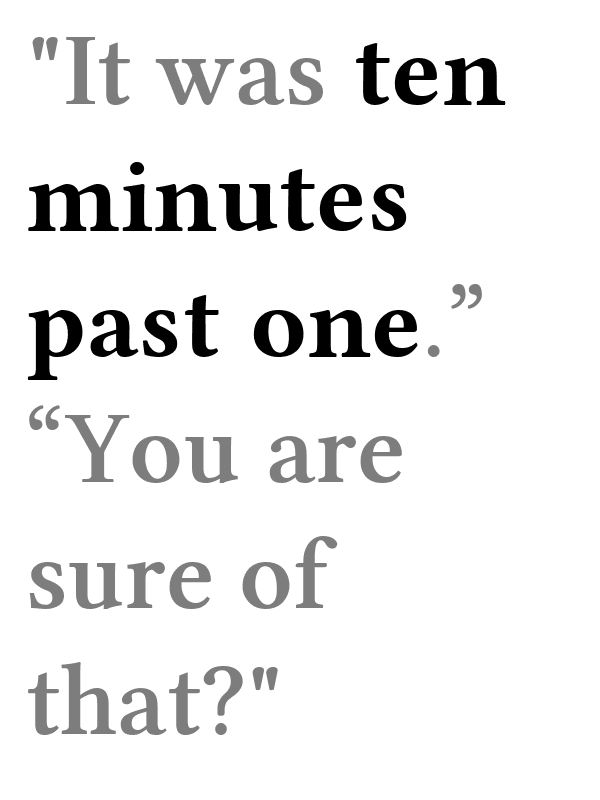 "It was ten
minutes
past one.”
“You are
sure of
that?"